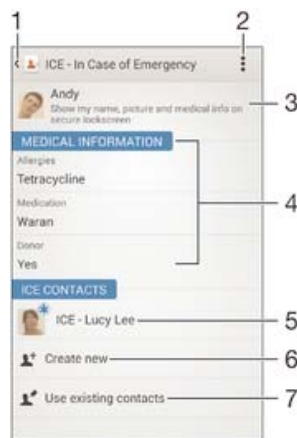 1
2
ICE - In Case of Emergency
Andy
Show my name, picture and medical info on
secure lockscreen
3
MEDICAL INFORMATION
Allergies
Tetracycline
Medication
Waran
4
Donor
Yes
ICE CONTACTS
ICE - Lucy Lee
5
Create new
6
Use existing contacts
7